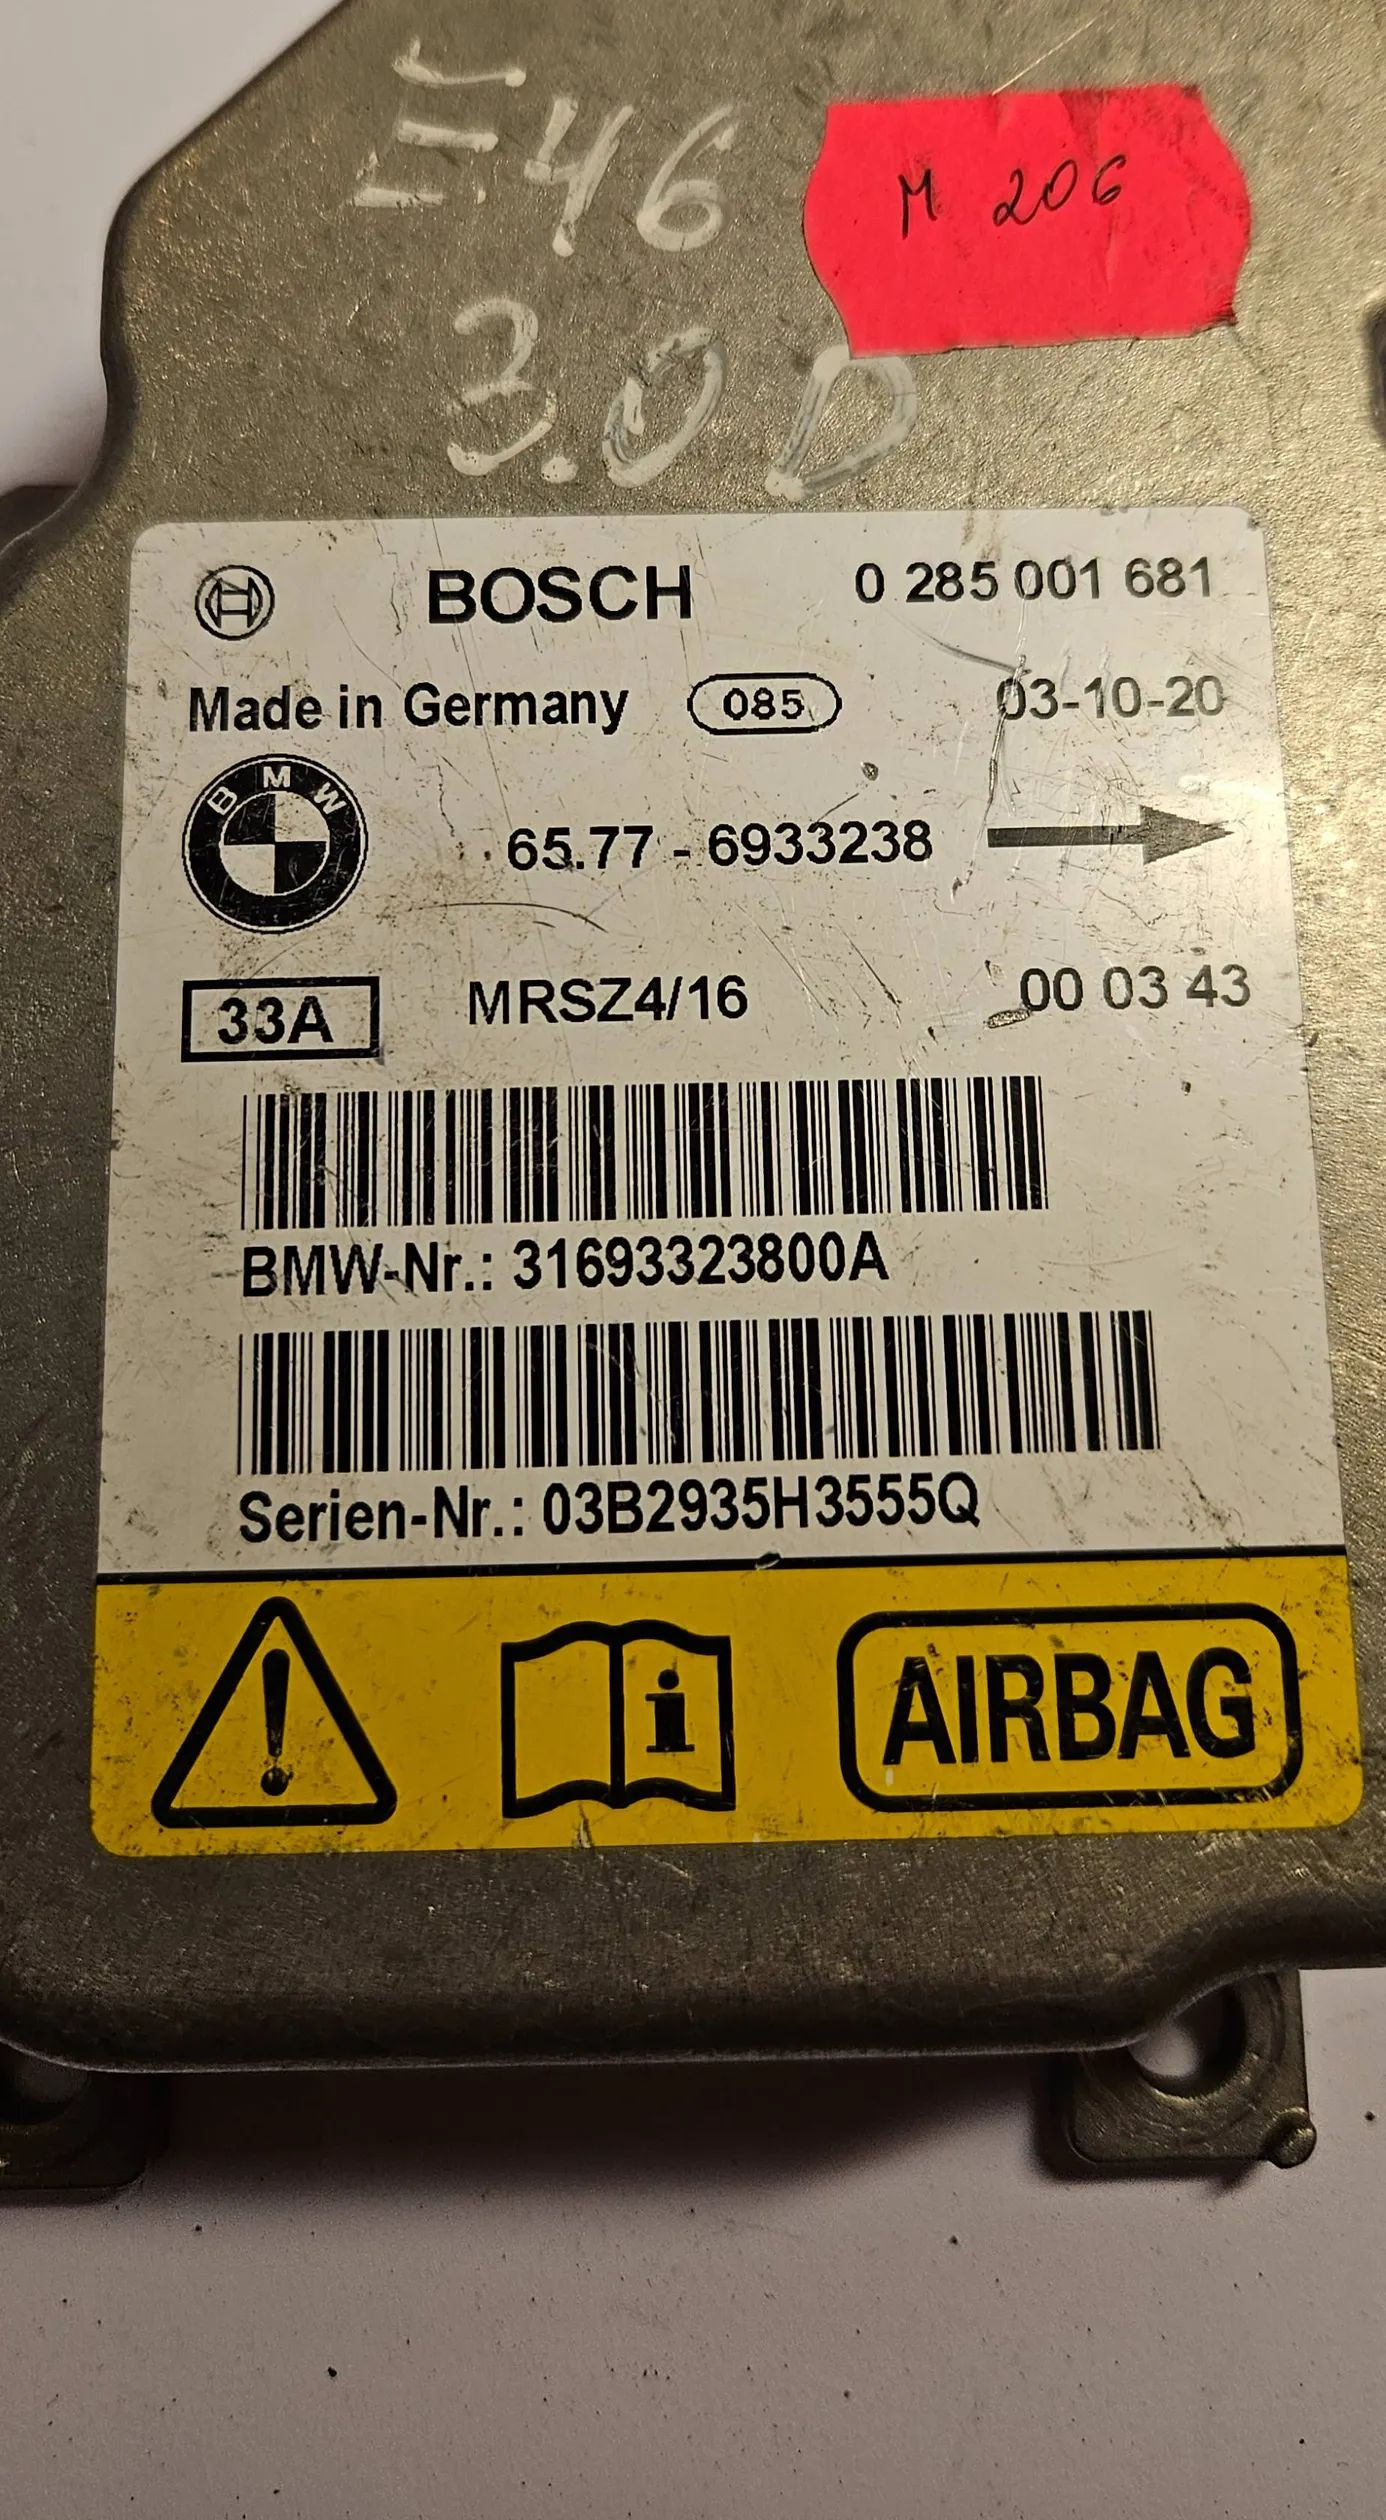 E46
M 206
3.0D
BOSCH 0 285 001 681
Made in Germany 085 03-10-20
BMW
65.77 - 6933238
33A MRSZ4/16 00 03 43
BMW-Nr.: 31693323800A
Serien-Nr.: 03B2935H3555Q
! i AIRBAG